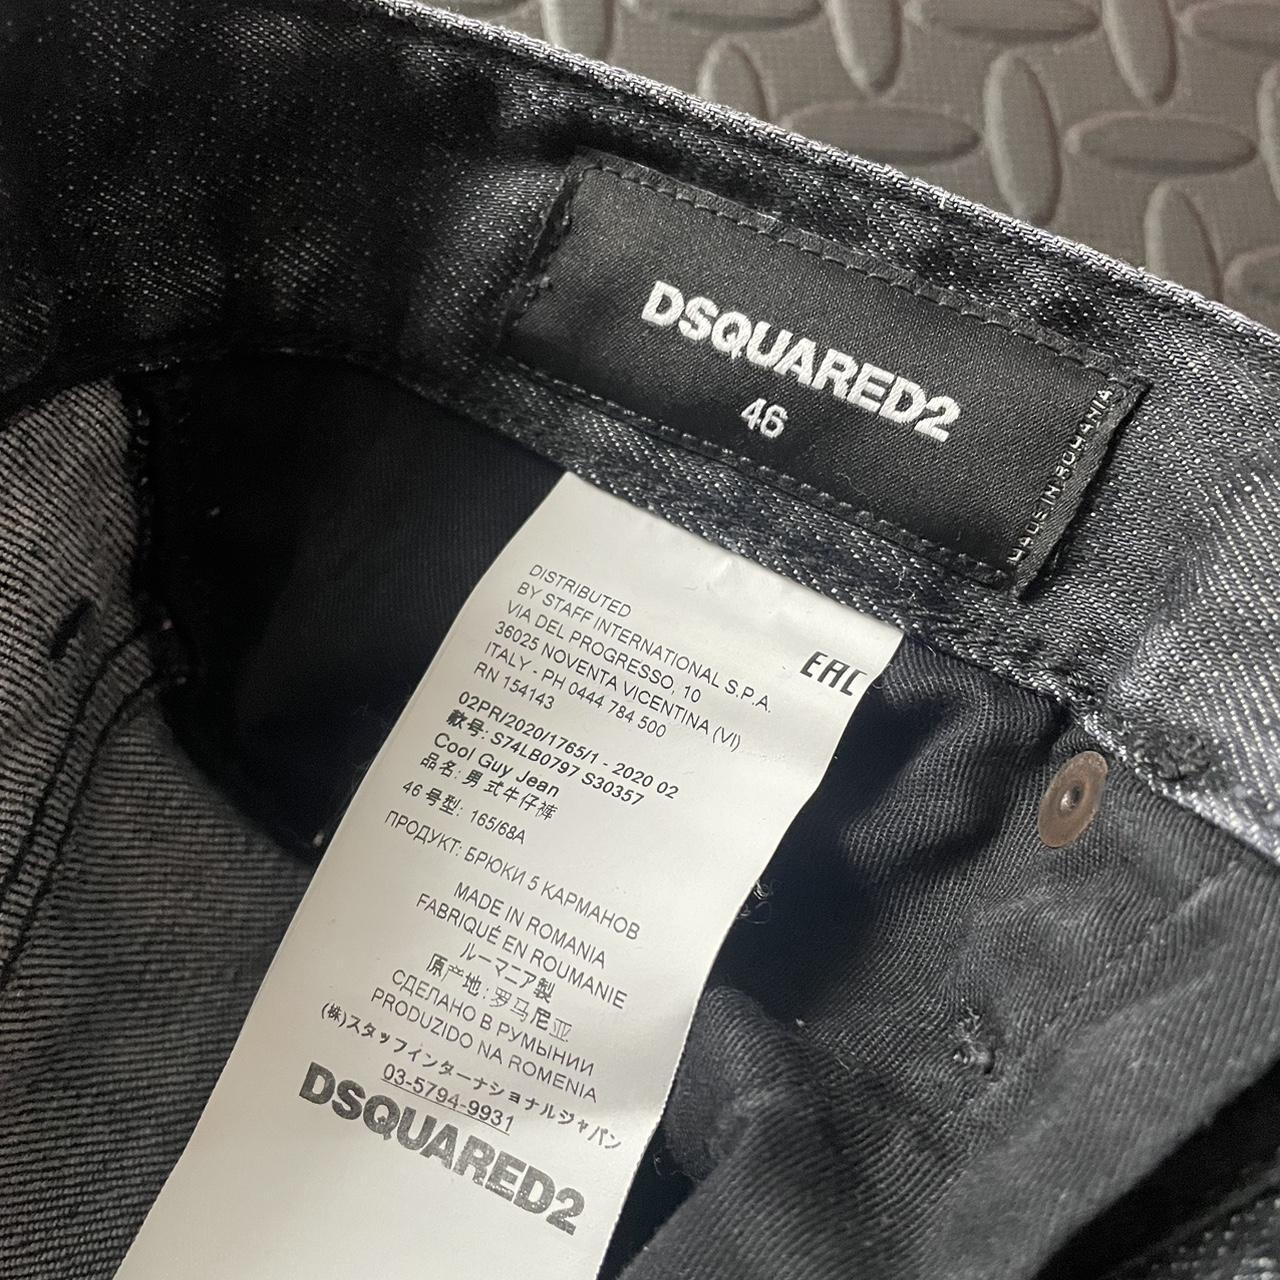 DSQUARED2
46
MADE IN ROMANIA
EAC
DISTRIBUTED
BY STAFF INTERNATIONAL S.P.A.
VIA DEL PROGRESSO, 10
36025 NOVENTA VICENTINA (VI)
ITALY - PH 0444 784 500
RN 154143
02PR/2020/1765/1 - 2020 02
款号: S74LB0797 S30357
Cool Guy Jean
品名: 男式牛仔裤
46 号型: 165/68A
ПРОДУКТ: БРЮКИ 5 КАРМАНОВ
MADE IN ROMANIA
FABRIQUÉ EN ROUMANIE
ルーマニア製
原产地: 罗马尼亚
СДЕЛАНО В РУМЫНИИ
PRODUZIDO NA ROMENIA
(株)スタッフインターナショナルジャパン
03-5794-9931
DSQUARED2